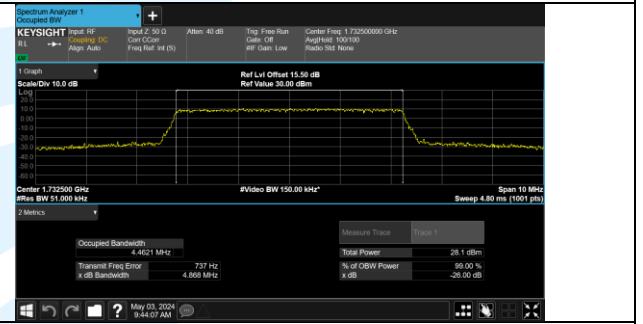 Spectrum Analyzer 1
Occupied BW
+
KEYSIGHT Input: RF Input Z: 50 Ω Atten: 40 dB Trig: Free Run Center Freq: 1.732500000 GHz
RL Coupling: DC Corr CCorr Gate: Off Avg|Hold: 100/100
Align: Auto Freq Ref: Int (S) #IF Gain: Low Radio Std: None
1 Graph
Ref Lvl Offset 15.50 dB
Scale/Div 10.0 dB Ref Value 30.00 dBm
Log
20.0
10.0
0.00
-10.0
-20.0
-30.0
-40.0
-50.0
-60.0
Center 1.732500 GHz #Video BW 150.00 kHz* Span 10 MHz
#Res BW 51.000 kHz Sweep 4.80 ms (1001 pts)
2 Metrics
Measure Trace Trace 1
Occupied Bandwidth
4.4621 MHz Total Power 28.1 dBm
Transmit Freq Error 737 Hz % of OBW Power 99.00 %
x dB Bandwidth 4.868 MHz x dB -26.00 dB
? May 03, 2024
9:44:07 AM